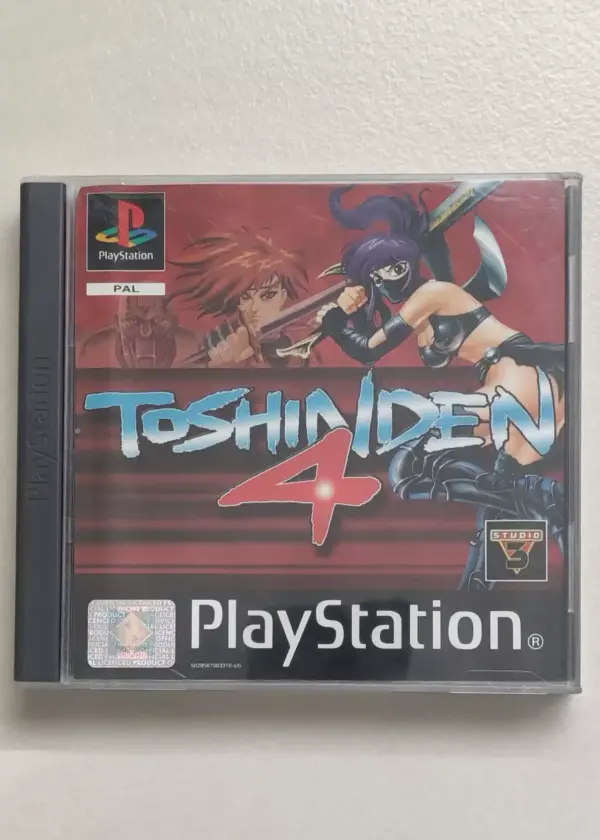 PlayStation
PAL
PlayStation
TOSHINDEN
4
STUDIO
3
PlayStation®